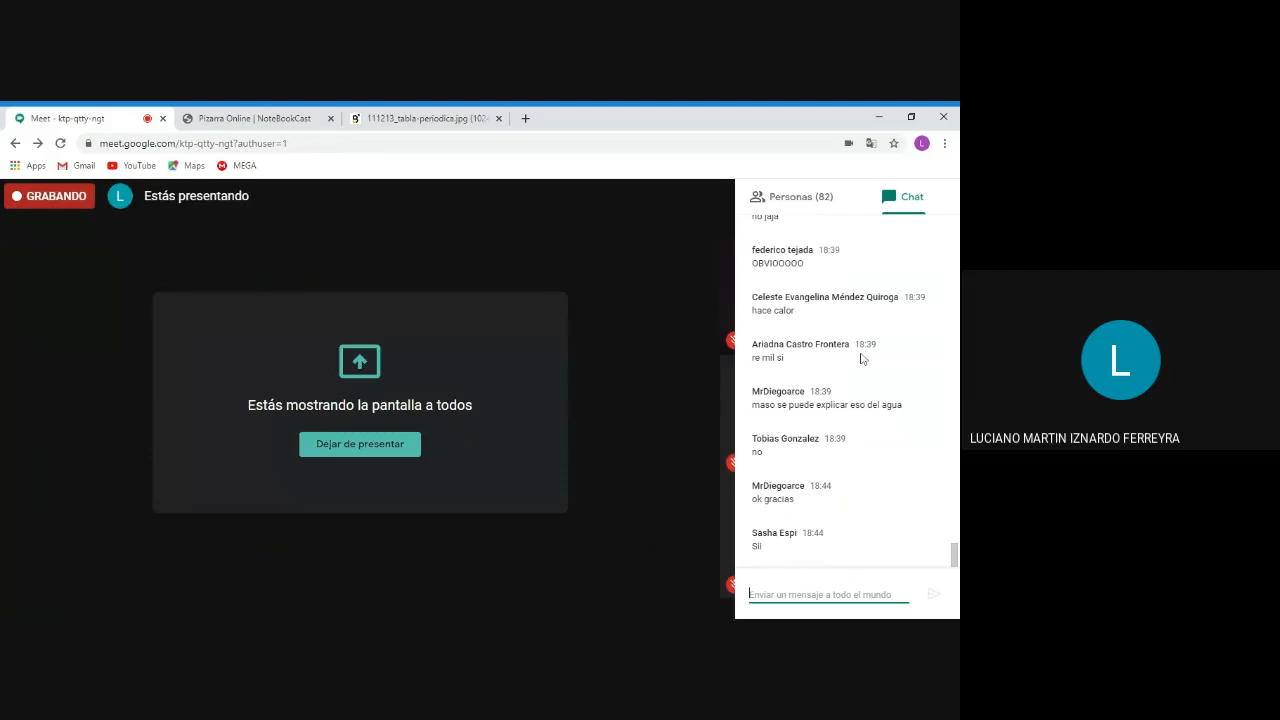 Meet - ktp-qtty-ngt
Pizarra Online | NoteBookCast
111213_tabla-periodica.jpg (102
meet.google.com/ktp-qtty-ngt?authuser=1
L
Apps
Gmail
YouTube
Maps
MEGA
GRABANDO
L
Estás presentando
Personas (82)
Chat
no jaja
federico tejada 18:39
OBVIOOOOO
Celeste Evangelina Méndez Quiroga 18:39
hace calor
Ariadna Castro Frontera 18:39
re mil si
MrDiegoarce 18:39
maso se puede explicar eso del agua
Tobias Gonzalez 18:39
no
MrDiegoarce 18:44
ok gracias
Sasha Espi 18:44
Sii
Enviar un mensaje a todo el mundo
Estás mostrando la pantalla a todos
Dejar de presentar
L
LUCIANO MARTIN IZNARDO FERREYRA